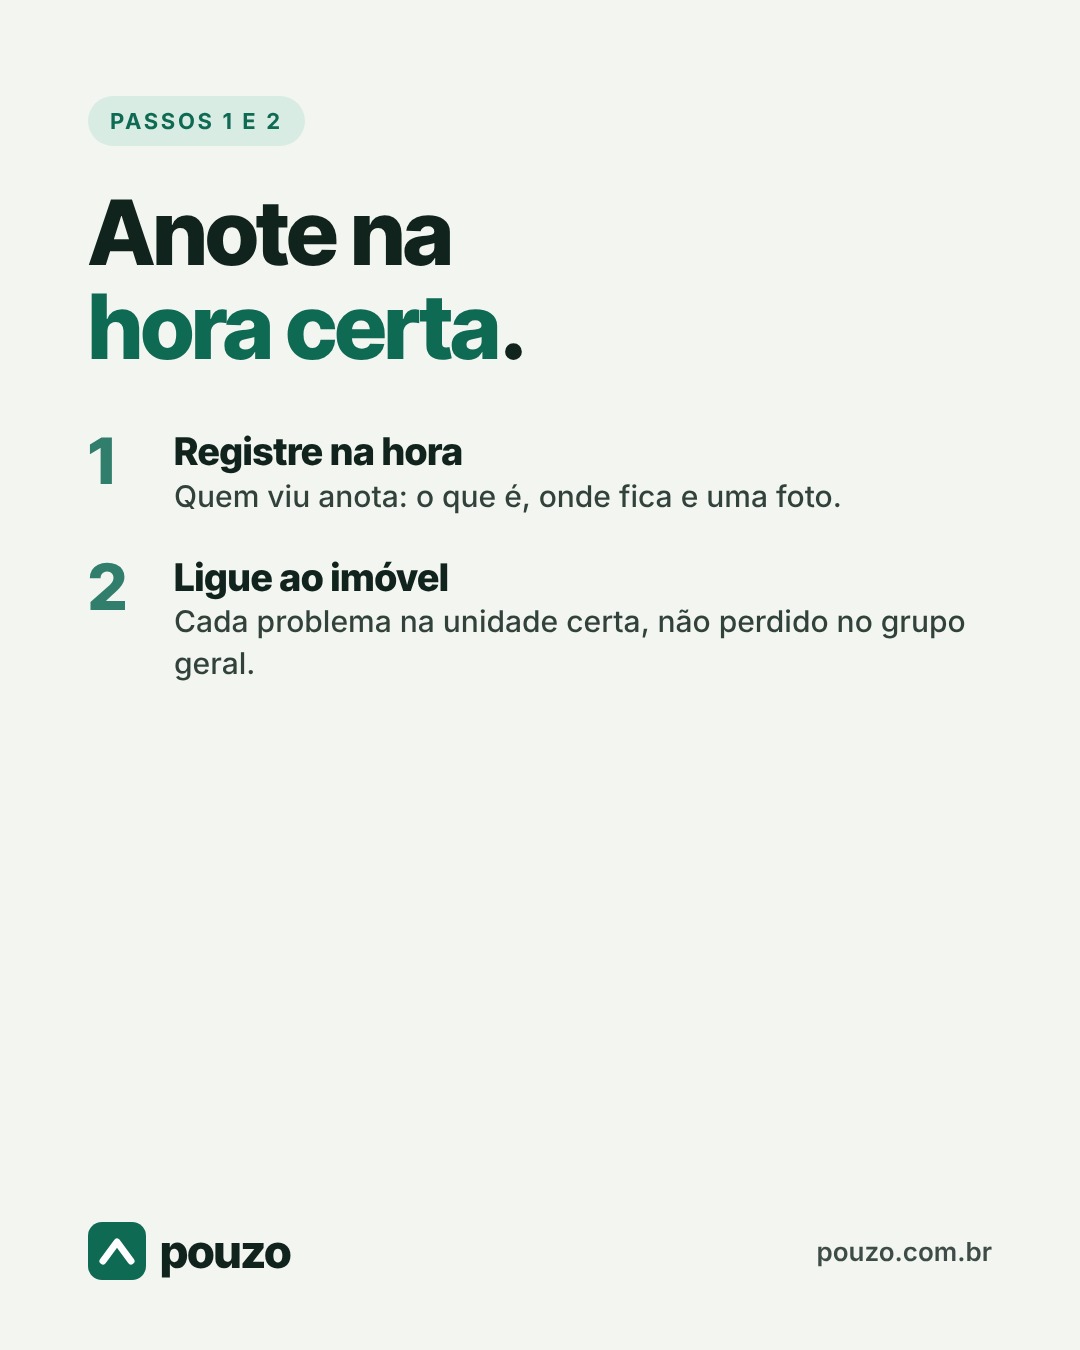 PASSOS 1 E 2
Anote na
hora certa.
1
Registre na hora
Quem viu anota: o que é, onde fica e uma foto.
2
Ligue ao imóvel
Cada problema na unidade certa, não perdido no grupo
geral.
pouzo
pouzo.com.br